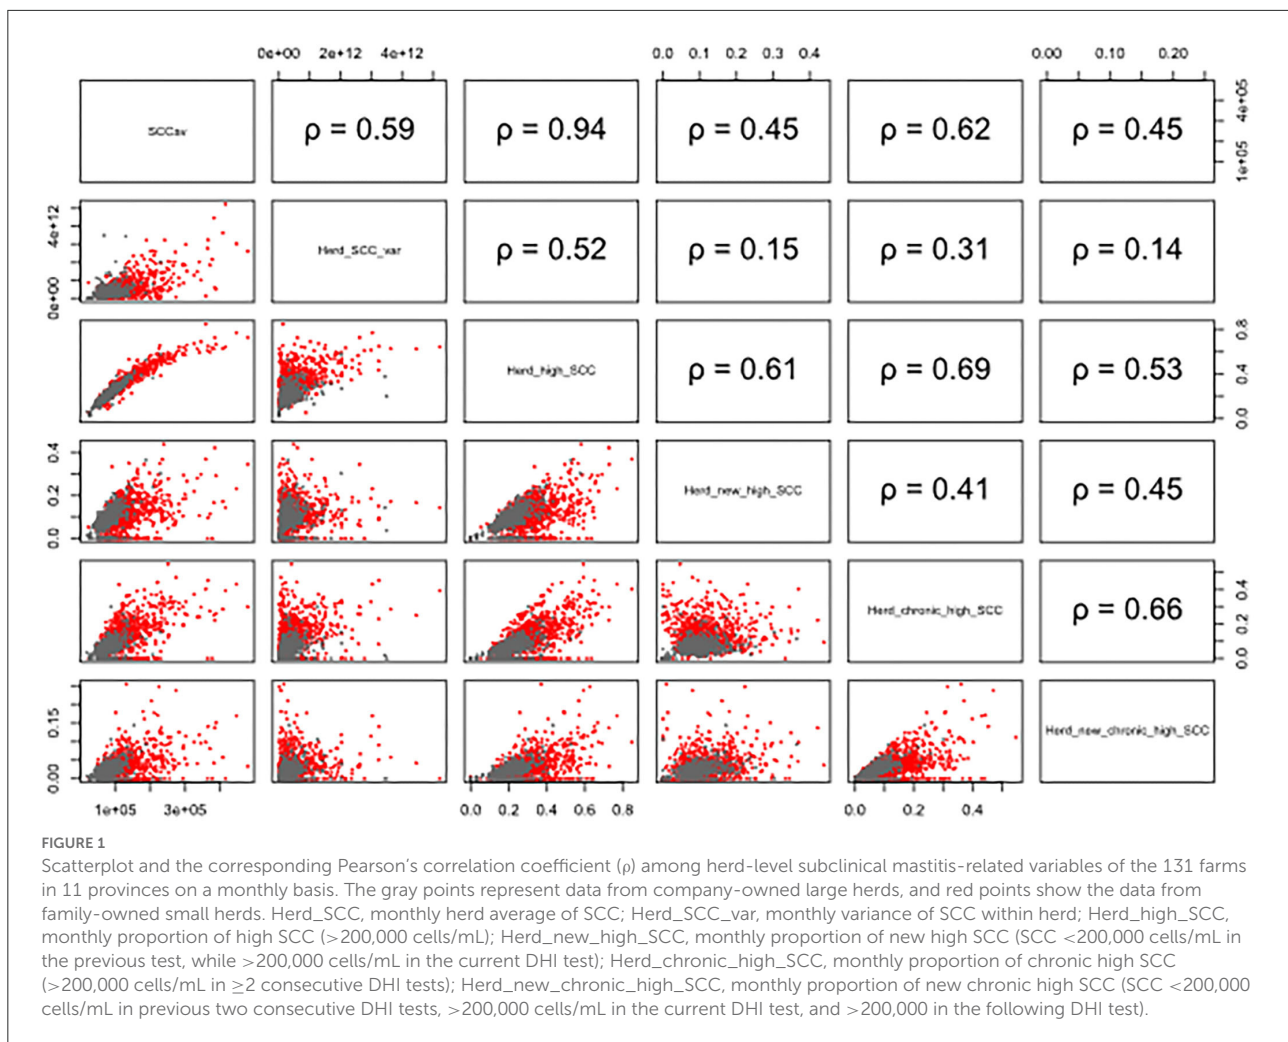 0e+00 2e+12 4e+12 0.0 0.1 0.2 0.3 0.4 0.00 0.10 0.20
SCCav ρ = 0.59 ρ = 0.94 ρ = 0.45 ρ = 0.62 ρ = 0.45 1e+05 4e+05
0e+00 4e+12 Herd_SCC_var ρ = 0.52 ρ = 0.15 ρ = 0.31 ρ = 0.14
Herd_high_SCC ρ = 0.61 ρ = 0.69 ρ = 0.53 0.0 0.4 0.8
0.0 0.2 0.4 Herd_new_high_SCC ρ = 0.41 ρ = 0.45
Herd_chronic_high_SCC ρ = 0.66 0.0 0.2 0.4
0.00 0.15 Herd_new_chronic_high_SCC
1e+05 3e+05 0.0 0.2 0.4 0.6 0.8 0.0 0.2 0.4
FIGURE 1
Scatterplot and the corresponding Pearson's correlation coefficient (ρ) among herd-level subclinical mastitis-related variables of the 131 farms
in 11 provinces on a monthly basis. The gray points represent data from company-owned large herds, and red points show the data from
family-owned small herds. Herd_SCC, monthly herd average of SCC; Herd_SCC_var, monthly variance of SCC within herd; Herd_high_SCC,
monthly proportion of high SCC (>200,000 cells/mL); Herd_new_high_SCC, monthly proportion of new high SCC (SCC <200,000 cells/mL in
the previous test, while >200,000 cells/mL in the current DHI test); Herd_chronic_high_SCC, monthly proportion of chronic high SCC
(>200,000 cells/mL in ≥2 consecutive DHI tests); Herd_new_chronic_high_SCC, monthly proportion of new chronic high SCC (SCC <200,000
cells/mL in previous two consecutive DHI tests, >200,000 cells/mL in the current DHI test, and >200,000 in the following DHI test).